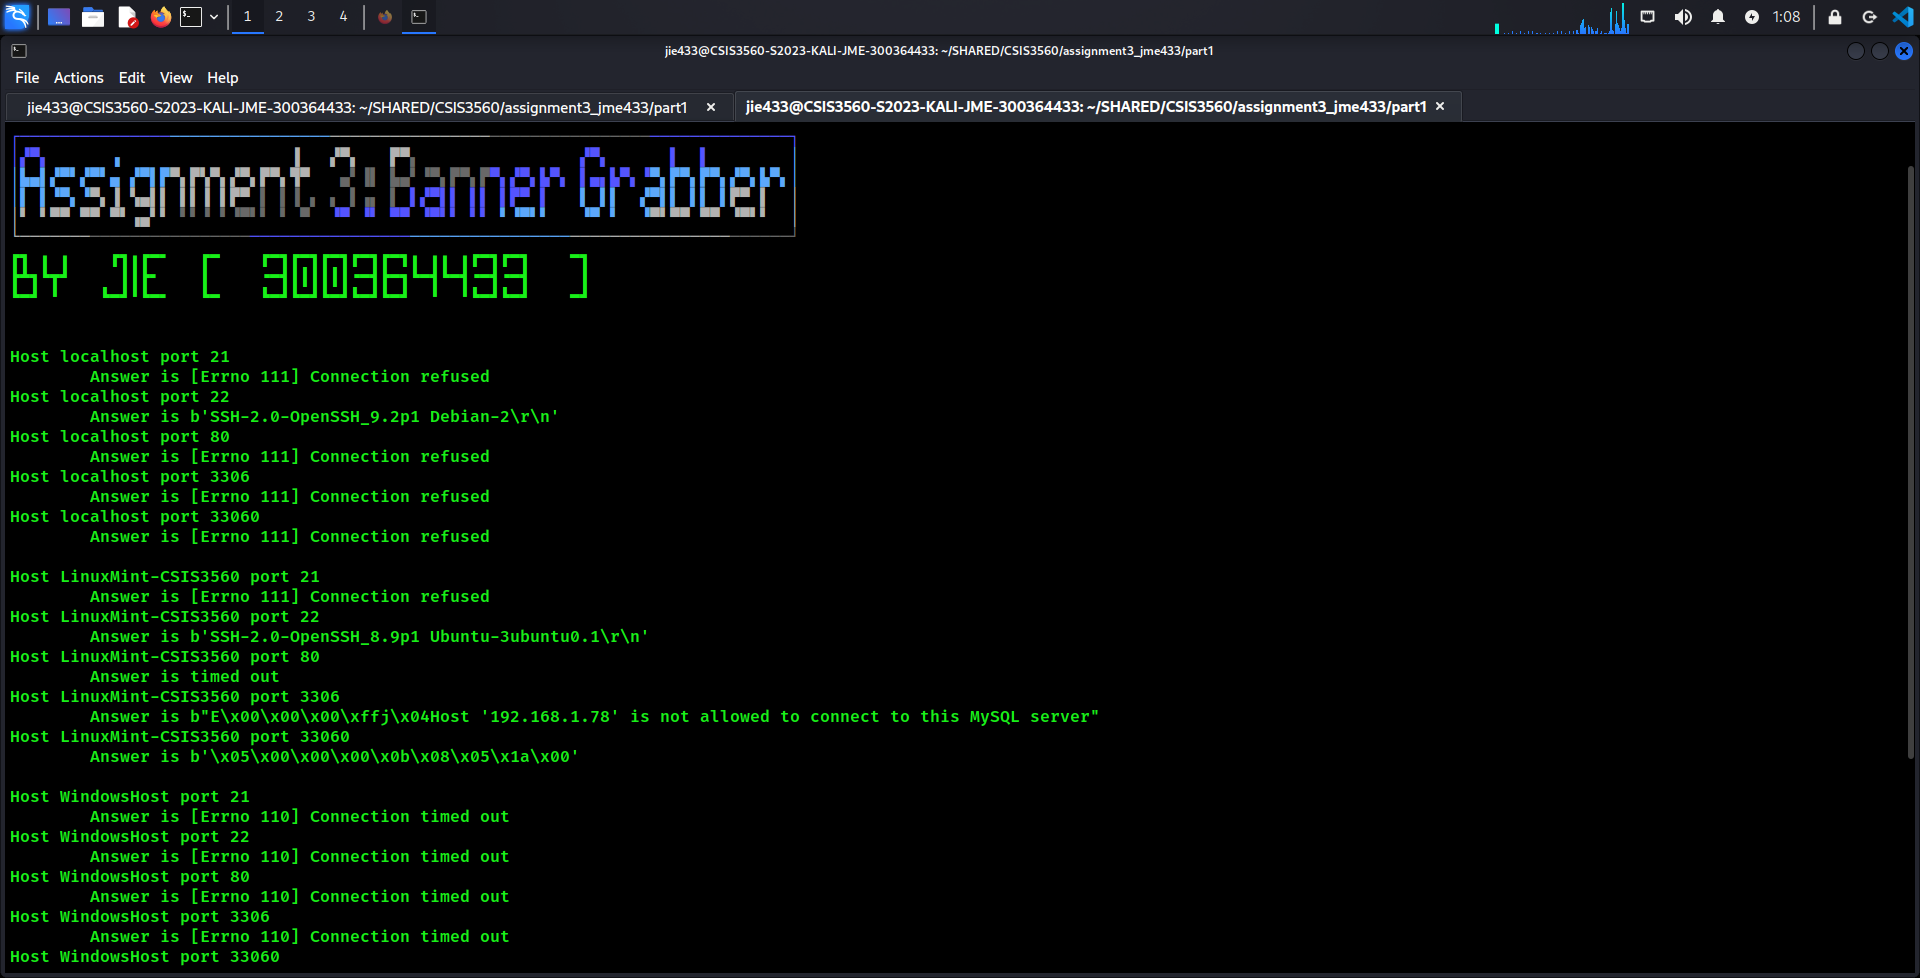 1 2 3 4 1:08
jie433@CSIS3560-S2023-KALI-JME-300364433: ~/SHARED/CSIS3560/assignment3_jme433/part1
File Actions Edit View Help
jie433@CSIS3560-S2023-KALI-JME-300364433: ~/SHARED/CSIS3560/assignment3_jme433/part1 × jie433@CSIS3560-S2023-KALI-JME-300364433: ~/SHARED/CSIS3560/assignment3_jme433/part1 ×
Assignment 3: Banner Grabber
BY JIE [ 300364433 ]
Host localhost port 21
Answer is [Errno 111] Connection refused
Host localhost port 22
Answer is b'SSH-2.0-OpenSSH_9.2p1 Debian-2\r\n'
Host localhost port 80
Answer is [Errno 111] Connection refused
Host localhost port 3306
Answer is [Errno 111] Connection refused
Host localhost port 33060
Answer is [Errno 111] Connection refused
Host LinuxMint-CSIS3560 port 21
Answer is [Errno 111] Connection refused
Host LinuxMint-CSIS3560 port 22
Answer is b'SSH-2.0-OpenSSH_8.9p1 Ubuntu-3ubuntu0.1\r\n'
Host LinuxMint-CSIS3560 port 80
Answer is timed out
Host LinuxMint-CSIS3560 port 3306
Answer is b"E\x00\x00\x00\xffj\x04Host '192.168.1.78' is not allowed to connect to this MySQL server"
Host LinuxMint-CSIS3560 port 33060
Answer is b'\x05\x00\x00\x00\x0b\x08\x05\x1a\x00'
Host WindowsHost port 21
Answer is [Errno 110] Connection timed out
Host WindowsHost port 22
Answer is [Errno 110] Connection timed out
Host WindowsHost port 80
Answer is [Errno 110] Connection timed out
Host WindowsHost port 3306
Answer is [Errno 110] Connection timed out
Host WindowsHost port 33060